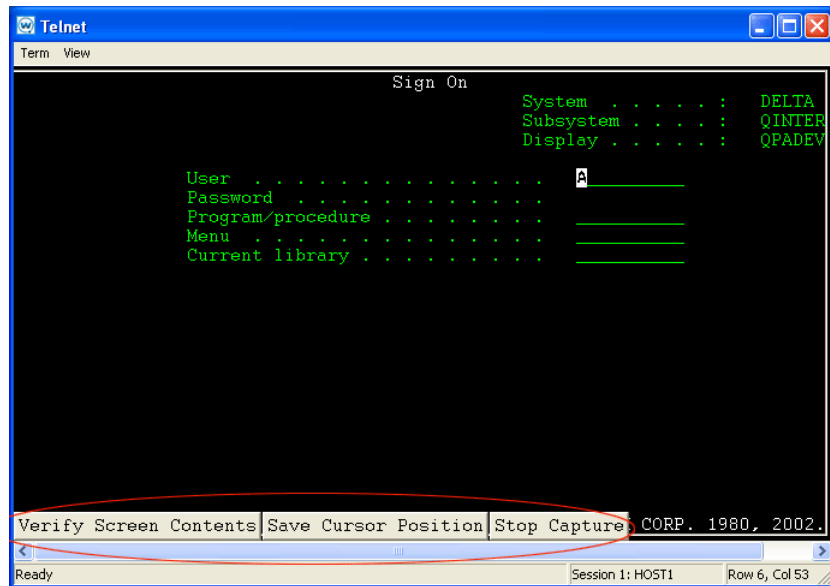 Telnet
Term View
Sign On
System . . . . . : DELTA
Subsystem . . . . : QINTER
Display . . . . . : QPADEV
User . . . . . . . . . . . . . . A
Password . . . . . . . . . . . .
Program/procedure . . . . . . . .
Menu . . . . . . . . . . . . . .
Current library . . . . . . . . .
Verify Screen Contents Save Cursor Position Stop Capture CORP. 1980, 2002.
Ready Session 1: HOST1 Row 6, Col 53